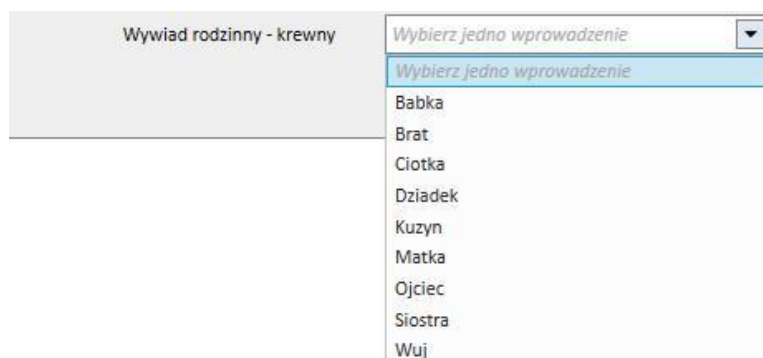 Wywiad rodzinny - krewny
Wybierz jedno wprowadzenie
Wybierz jedno wprowadzenie
Babka
Brat
Ciotka
Dziadek
Kuzyn
Matka
Ojciec
Siostra
Wuj